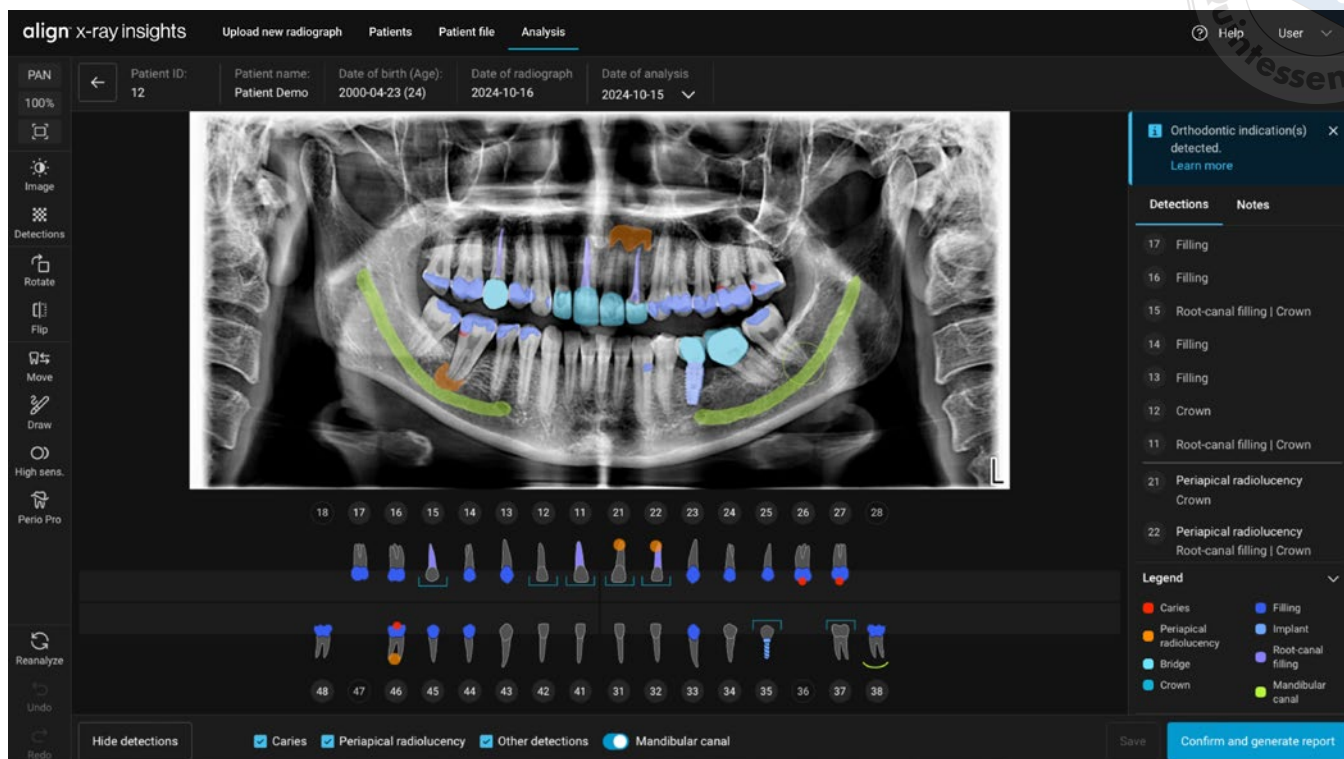 align x-ray insights Upload new radiograph Patients Patient file Analysis Help User
PAN
100%
Image
Detections
Rotate
Flip
Move
Draw
High sens.
Perio Pro
Reanalyze
Undo
Redo
Patient ID:
12
Patient name:
Patient Demo
Date of birth (Age):
2000-04-23 (24)
Date of radiograph
2024-10-16
Date of analysis
2024-10-15
L
18 17 16 15 14 13 12 11 21 22 23 24 25 26 27 28
48 47 46 45 44 43 42 41 31 32 33 34 35 36 37 38
Orthodontic indication(s)
detected.
Learn more
Detections Notes
17 Filling
16 Filling
15 Root-canal filling | Crown
14 Filling
13 Filling
12 Crown
11 Root-canal filling | Crown
21 Periapical radiolucency
Crown
22 Periapical radiolucency
Root-canal filling | Crown
Legend
Caries
Periapical
radiolucency
Bridge
Crown
Filling
Implant
Root-canal
filling
Mandibular
canal
Hide detections Caries Periapical radiolucency Other detections Mandibular canal Save Confirm and generate report